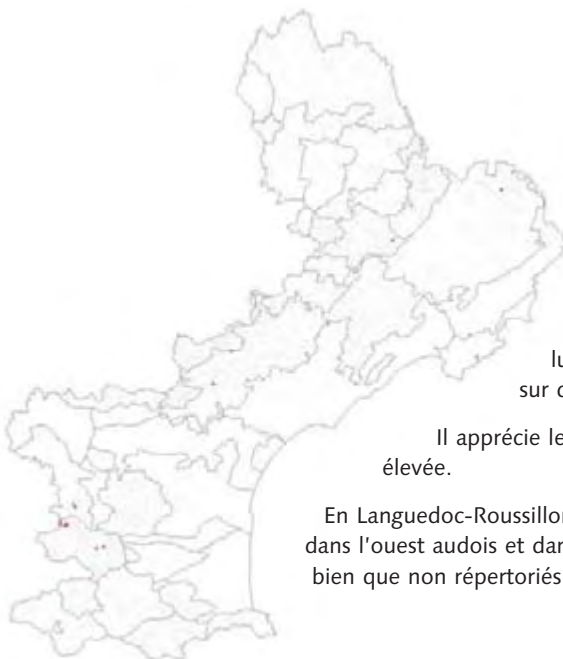 lu
sur d
Il apprécie le
élevée.
En Languedoc-Roussillon
dans l'ouest audois et dan
bien que non répertoriés